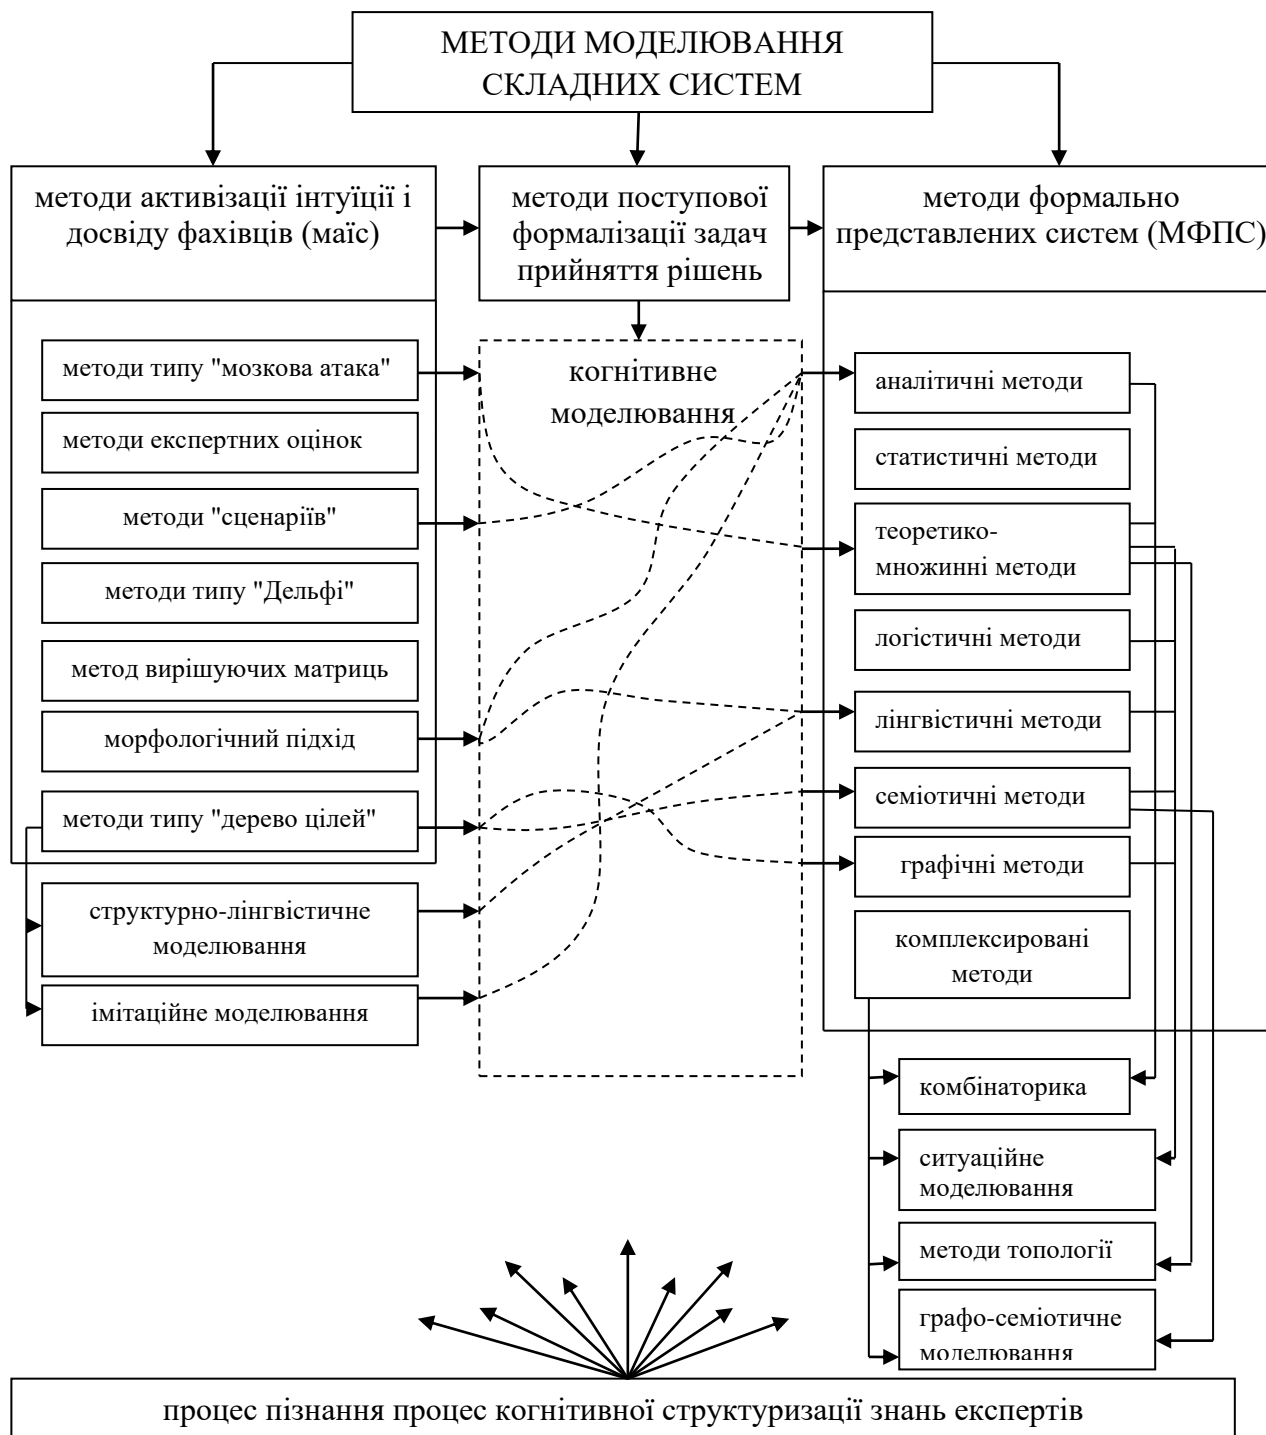 МЕТОДИ МОДЕЛЮВАННЯ
СКЛАДНИХ СИСТЕМ
методи активізації інтуїції і
досвіду фахівців (маїс)
методи поступової
формалізації задач
прийняття рішень
методи формально
представлених систем (МФПС)
методи типу "мозкова атака"
методи експертних оцінок
методи "сценаріїв"
методи типу "Дельфі"
метод вирішуючих матриць
морфологічний підхід
методи типу "дерево цілей"
структурно-лінгвістичне
моделювання
імітаційне моделювання
когнітивне
моделювання
аналітичні методи
статистичні методи
теоретико-
множинні методи
логістичні методи
лінгвістичні методи
семіотичні методи
графічні методи
комплексировані
методи
комбінаторика
ситуаційне
моделювання
методи топології
графо-семіотичне
моделювання
процес пізнання процес когнітивної структуризації знань експертів